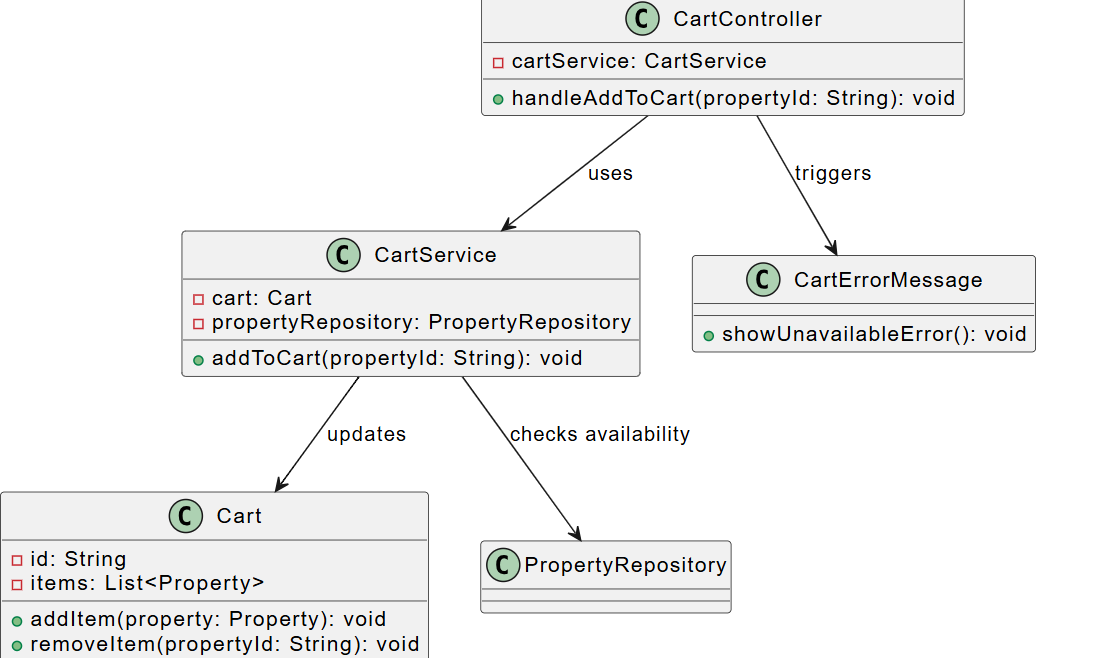 C CartController
cartService: CartService
handleAddToCart(propertyId: String): void
uses
triggers
C CartService
cart: Cart
propertyRepository: PropertyRepository
addToCart(propertyId: String): void
C CartErrorMessage
showUnavailableError(): void
updates
checks availability
C Cart
id: String
items: List<Property>
addItem(property: Property): void
removeItem(propertyId: String): void
C PropertyRepository